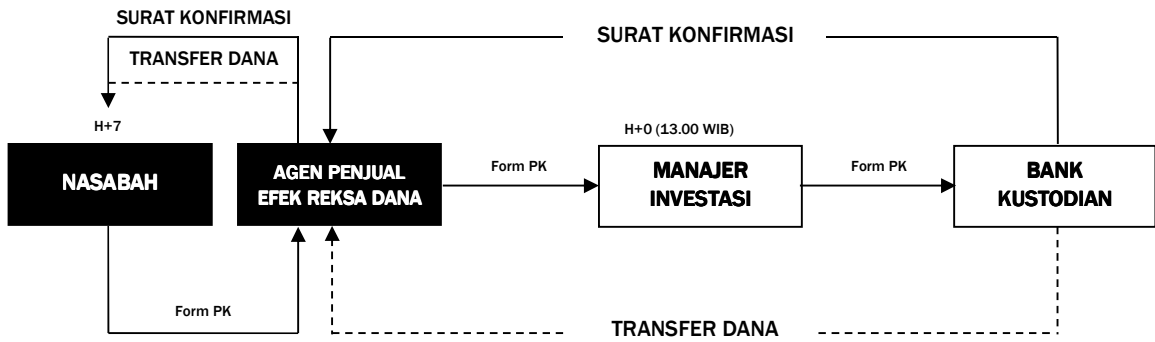 SURAT KONFIRMASI
TRANSFER DANA
SURAT KONFIRMASI
H+7
H+0 (13.00 WIB)
NASABAH
AGEN PENJUAL
EFEK REKSA DANA
Form PK
MANAJER
INVESTASI
Form PK
BANK
KUSTODIAN
Form PK
TRANSFER DANA